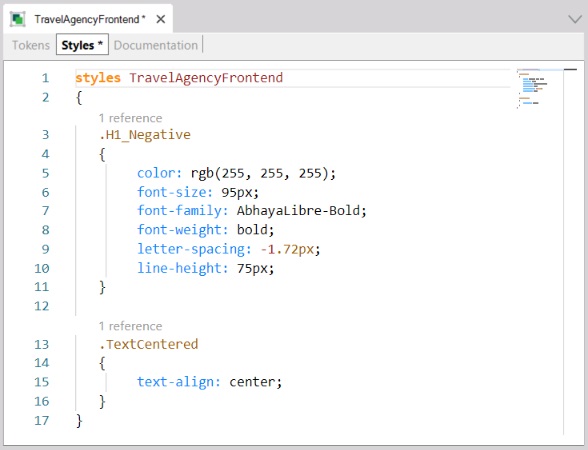 TravelAgencyFrontend *
Tokens Styles * Documentation
1 styles TravelAgencyFrontend
2 {
1 reference
3 .H1_Negative
4 {
5 color: rgb(255, 255, 255);
6 font-size: 95px;
7 font-family: AbhayaLibre-Bold;
8 font-weight: bold;
9 letter-spacing: -1.72px;
10 line-height: 75px;
11 }
12
1 reference
13 .TextCentered
14 {
15 text-align: center;
16 }
17 }